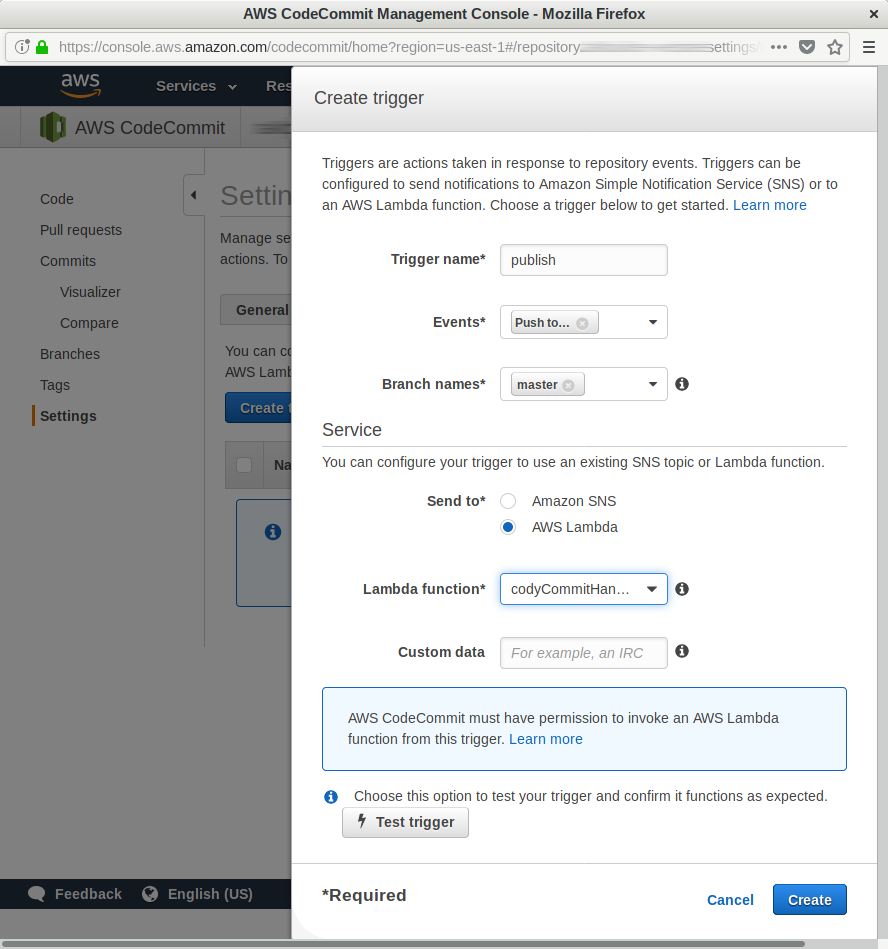 AWS CodeCommit Management Console - Mozilla Firefox
https://console.aws.amazon.com/codecommit/home?region=us-east-1#/repository settings/
aws
Services
Res
AWS CodeCommit
Code
Pull requests
Commits
Visualizer
Compare
Branches
Tags
Settings
Settin
Manage se
actions. To
General
You can co
AWS Lamb
Create t
Na
Create trigger
Triggers are actions taken in response to repository events. Triggers can be
configured to send notifications to Amazon Simple Notification Service (SNS) or to
an AWS Lambda function. Choose a trigger below to get started. Learn more
Trigger name* publish
Events* Push to...
Branch names* master
Service
You can configure your trigger to use an existing SNS topic or Lambda function.
Send to* Amazon SNS
AWS Lambda
Lambda function* codyCommitHan...
Custom data For example, an IRC
AWS CodeCommit must have permission to invoke an AWS Lambda
function from this trigger. Learn more
Choose this option to test your trigger and confirm it functions as expected.
Test trigger
*Required
Cancel Create
Feedback English (US)